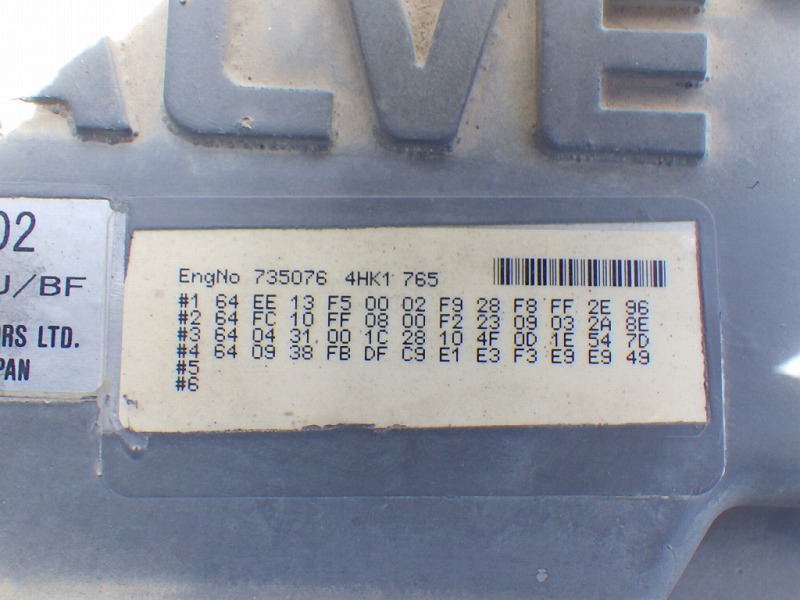 ALVE
02
U/BF
ORS LTD.
PAN
EngNo 735076 4HK1 765
#1 64 EE 13 F5 00 02 F9 28 F8 FF 2E 96
#2 64 FC 10 FF 08 00 F2 23 09 03 2A 8E
#3 64 04 31 00 1C 28 10 4F 0D 1E 54 7D
#4 64 09 38 FB DF C9 E1 E3 F3 E9 E9 49
#5
#6